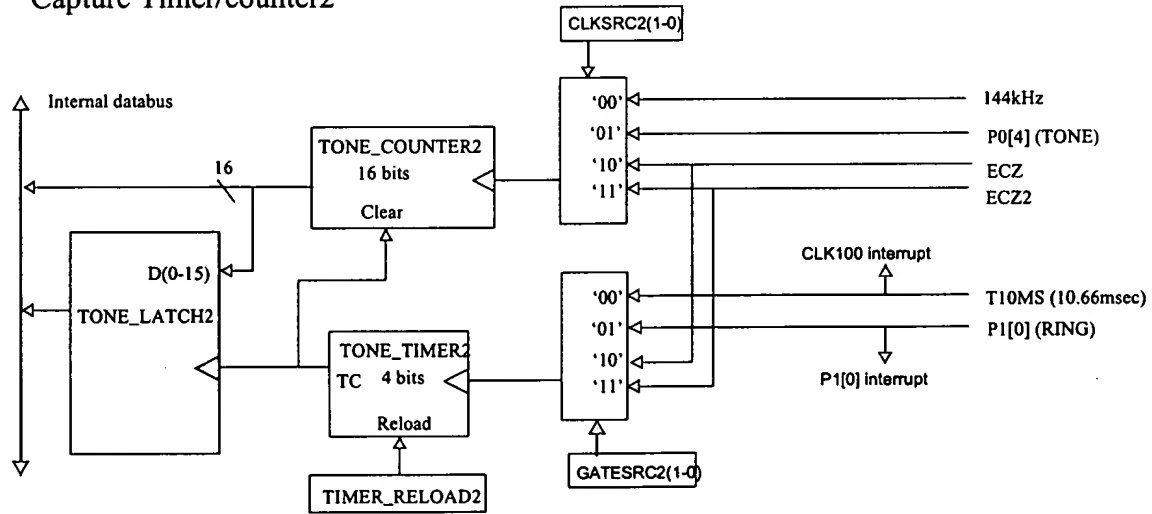 Capture Timer/counter2
CLKSRC2(1-0)
Internal databus
16
TONE_COUNTER2
16 bits
Clear
'00'
'01'
'10'
'11'
144kHz
P0[4] (TONE)
ECZ
ECZ2
CLK100 interrupt
D(0-15)
TONE_LATCH2
TONE_TIMER2
TC 4 bits
Reload
'00'
'01'
'10'
'11'
T10MS (10.66msec)
P1[0] (RING)
P1[0] interrupt
TIMER_RELOAD2
GATESRC2(1-0)